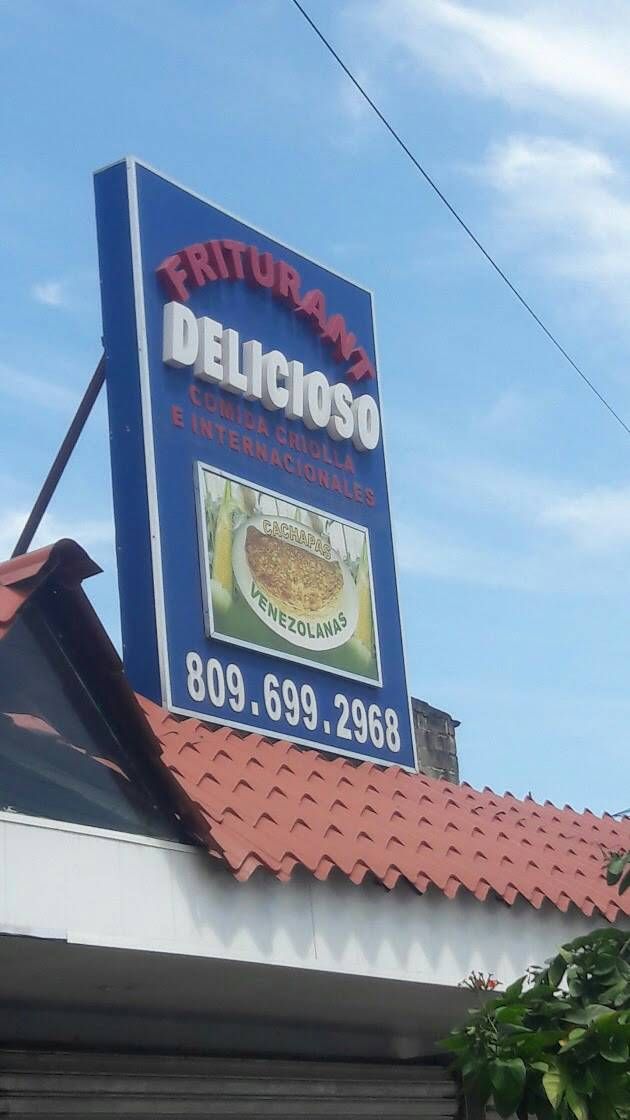 FRITURANT
DELICIOSO
COMIDA CRIOLLA
E INTERNACIONALES
CACHAPAS
VENEZOLANAS
809.699.2968